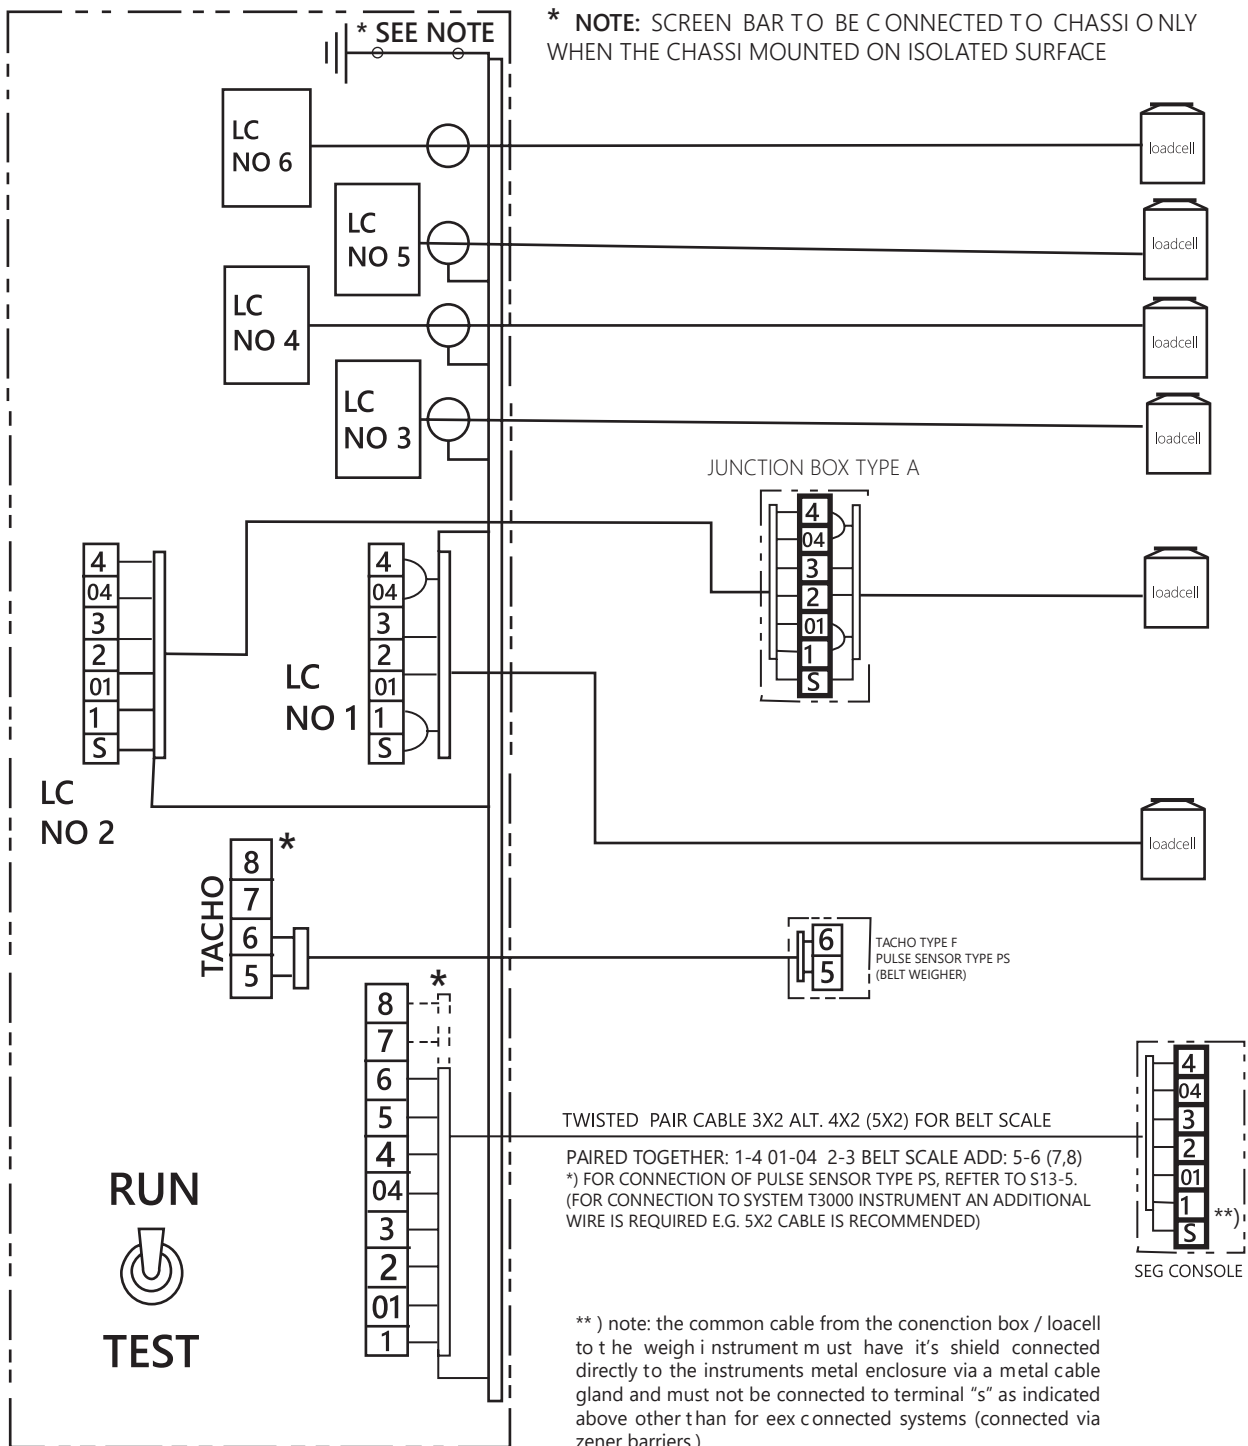 * SEE NOTE
* NOTE: SCREEN BAR TO BE CONNECTED TO CHASSI ONLY
WHEN THE CHASSI MOUNTED ON ISOLATED SURFACE
LC
NO 6
loadcell
LC
NO 5
loadcell
LC
NO 4
loadcell
LC
NO 3
loadcell
JUNCTION BOX TYPE A
4
04
3
2
01
1
S
loadcell
4
04
3
2
01
1
S
LC
NO 2
LC
NO 1
4
04
3
2
01
1
S
loadcell
TACHO
8 *
7
6
5
6
5
TACHO TYPE F
PULSE SENSOR TYPE PS
(BELT WEIGHER)
*
8
7
6
5
4
04
3
2
01
1
TWISTED PAIR CABLE 3X2 ALT. 4X2 (5X2) FOR BELT SCALE
PAIRED TOGETHER: 1-4 01-04 2-3 BELT SCALE ADD: 5-6 (7,8)
*) FOR CONNECTION OF PULSE SENSOR TYPE PS, REFTER TO S13-5.
(FOR CONNECTION TO SYSTEM T3000 INSTRUMENT AN ADDITIONAL
WIRE IS REQUIRED E.G. 5X2 CABLE IS RECOMMENDED)
4
04
3
2
01
1 **)
S
SEG CONSOLE
RUN
TEST
** ) note: the common cable from the conenction box / loacell
to t he weigh i nstrument m ust have it's shield connected
directly to the instruments metal enclosure via a metal cable
gland and must not be connected to terminal “s” as indicated
above other than for eex connected systems (connected via
zener barriers )